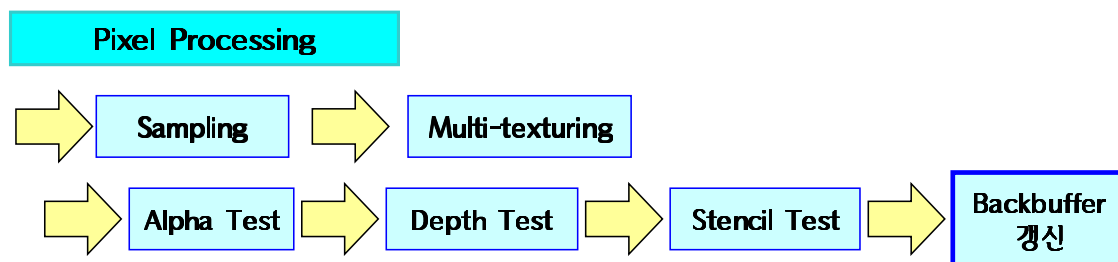 Pixel Processing
Sampling
Multi-texturing
Alpha Test
Depth Test
Stencil Test
Backbuffer
갱신